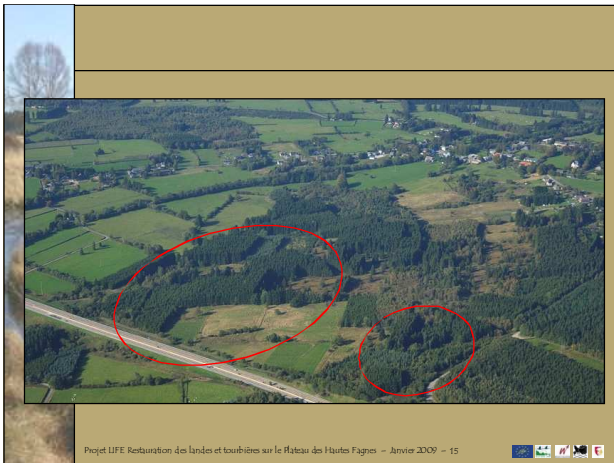 Projet LIFE Restauration des landes et tourbières sur le Plateau des Hautes Fagnes – Janvier 2009 - 15